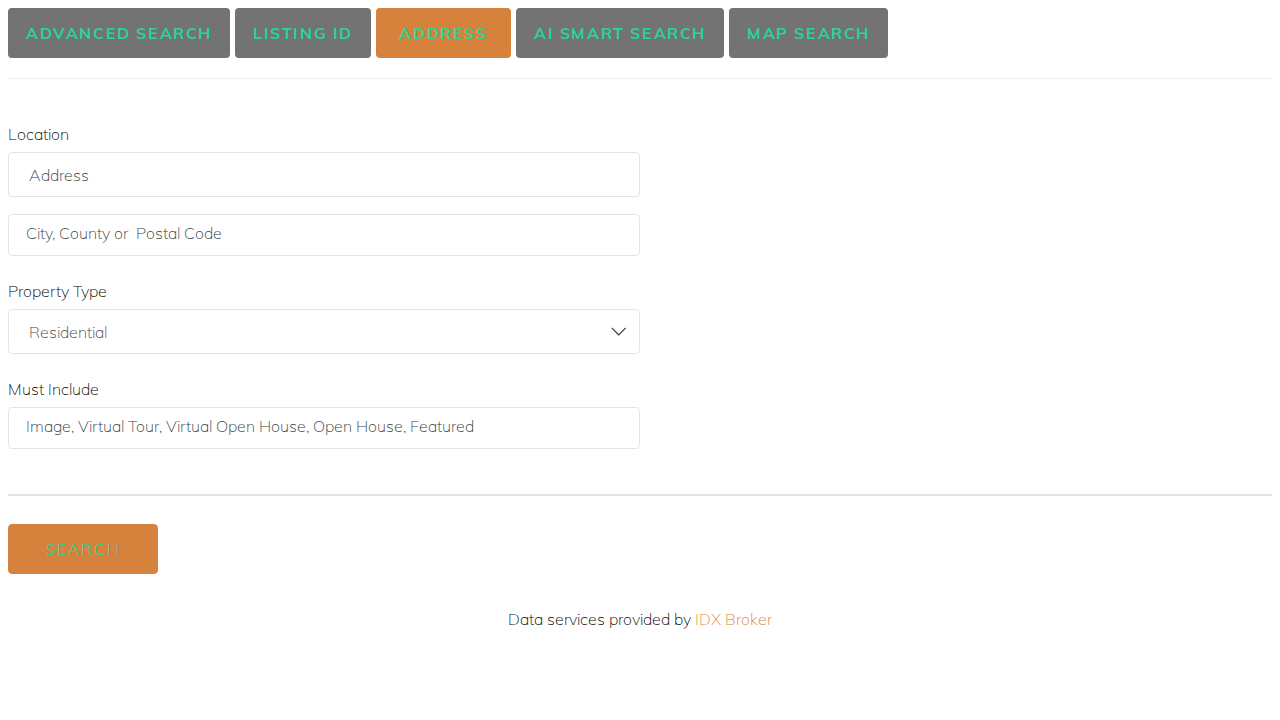 ADVANCED SEARCH LISTING ID ADDRESS AI SMART SEARCH MAP SEARCH
Location
Address
City, County or Postal Code
Property Type
Residential
Must Include
Image, Virtual Tour, Virtual Open House, Open House, Featured
SEARCH
Data services provided by IDX Broker